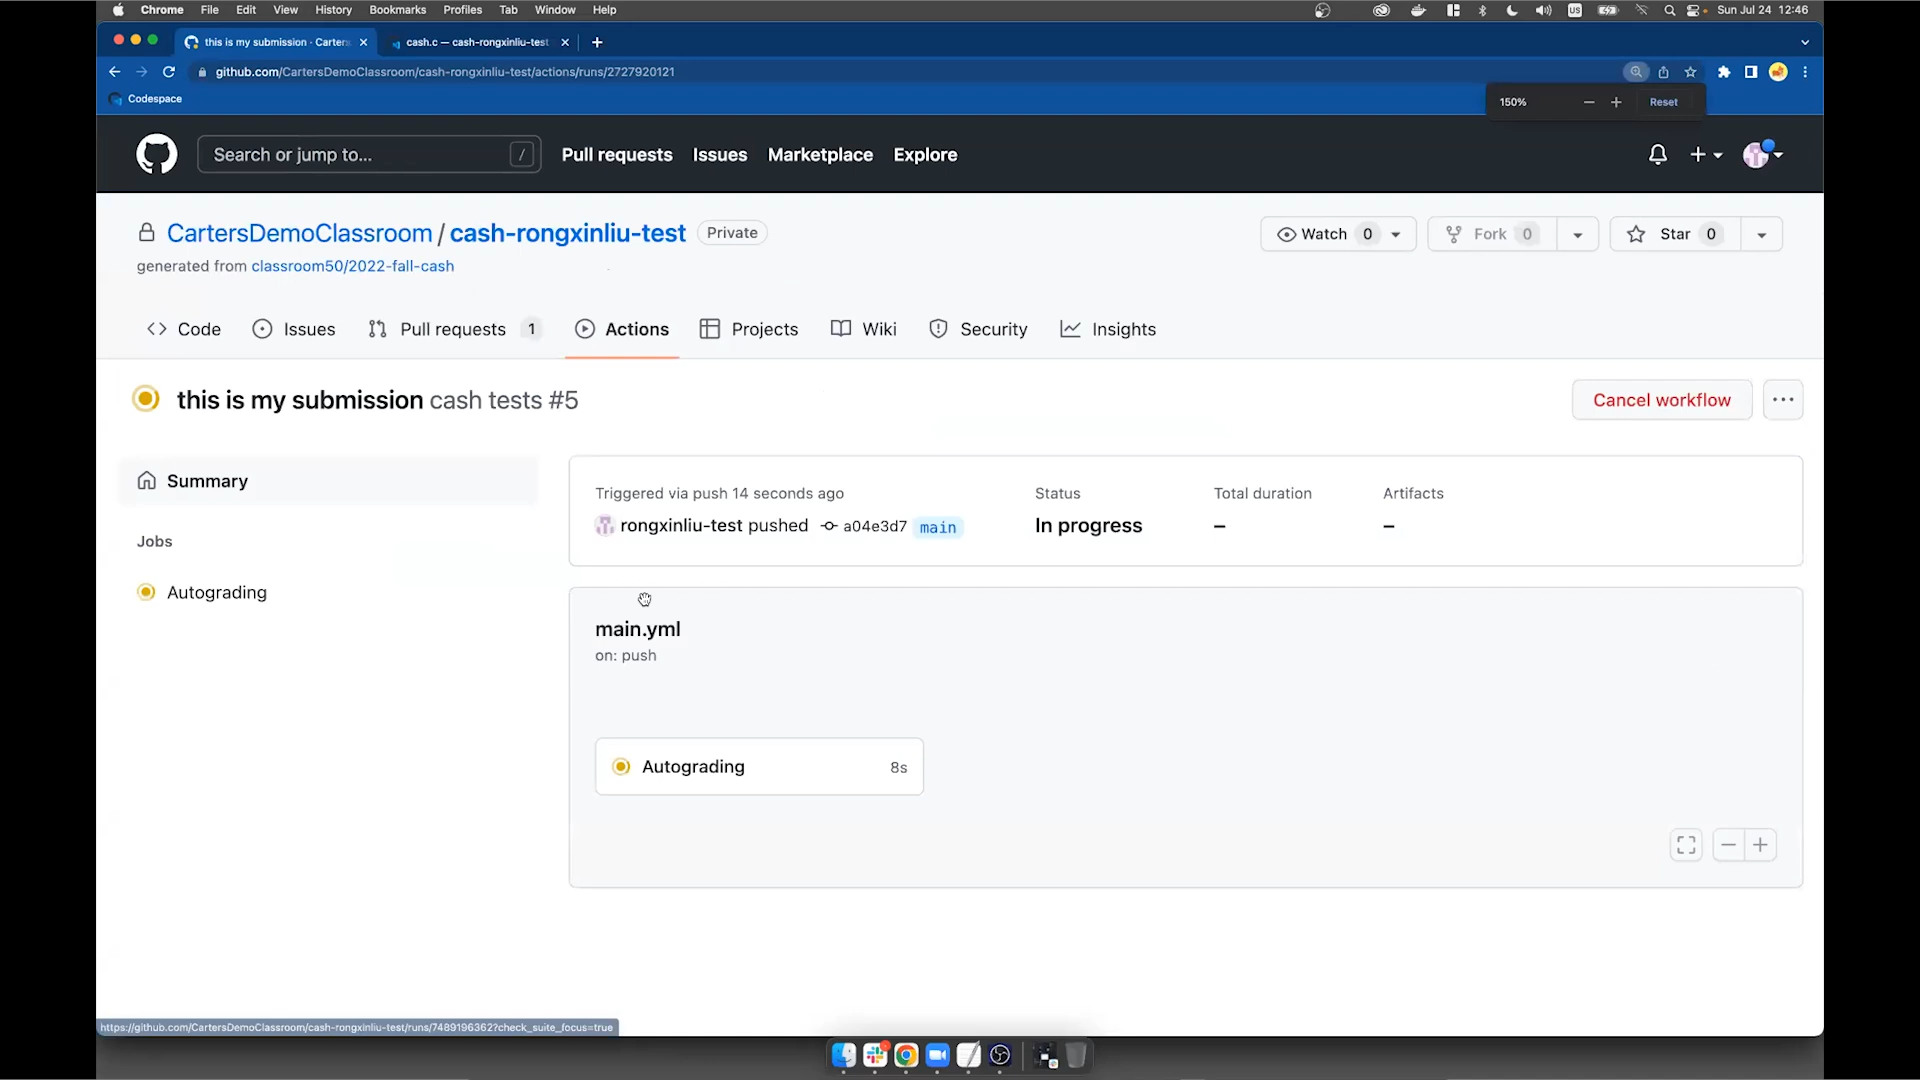 Chrome File Edit View History Bookmarks Profiles Tab Window Help US Sun Jul 24 12:46
this is my submission · Carters cash.c — cash-rongxinliu-test
github.com/CartersDemoClassroom/cash-rongxinliu-test/actions/runs/2727920121
Codespace
150% − + Reset
Search or jump to... / Pull requests Issues Marketplace Explore
CartersDemoClassroom / cash-rongxinliu-test Private Watch 0 Fork 0 Star 0
generated from classroom50/2022-fall-cash
Code Issues Pull requests 1 Actions Projects Wiki Security Insights
this is my submission cash tests #5 Cancel workflow ...
Summary
Triggered via push 14 seconds ago Status Total duration Artifacts
rongxinliu-test pushed a04e3d7 main In progress – –
Jobs
Autograding
main.yml
on: push
Autograding 8s
https://github.com/CartersDemoClassroom/cash-rongxinliu-test/runs/7489196362?check_suite_focus=true